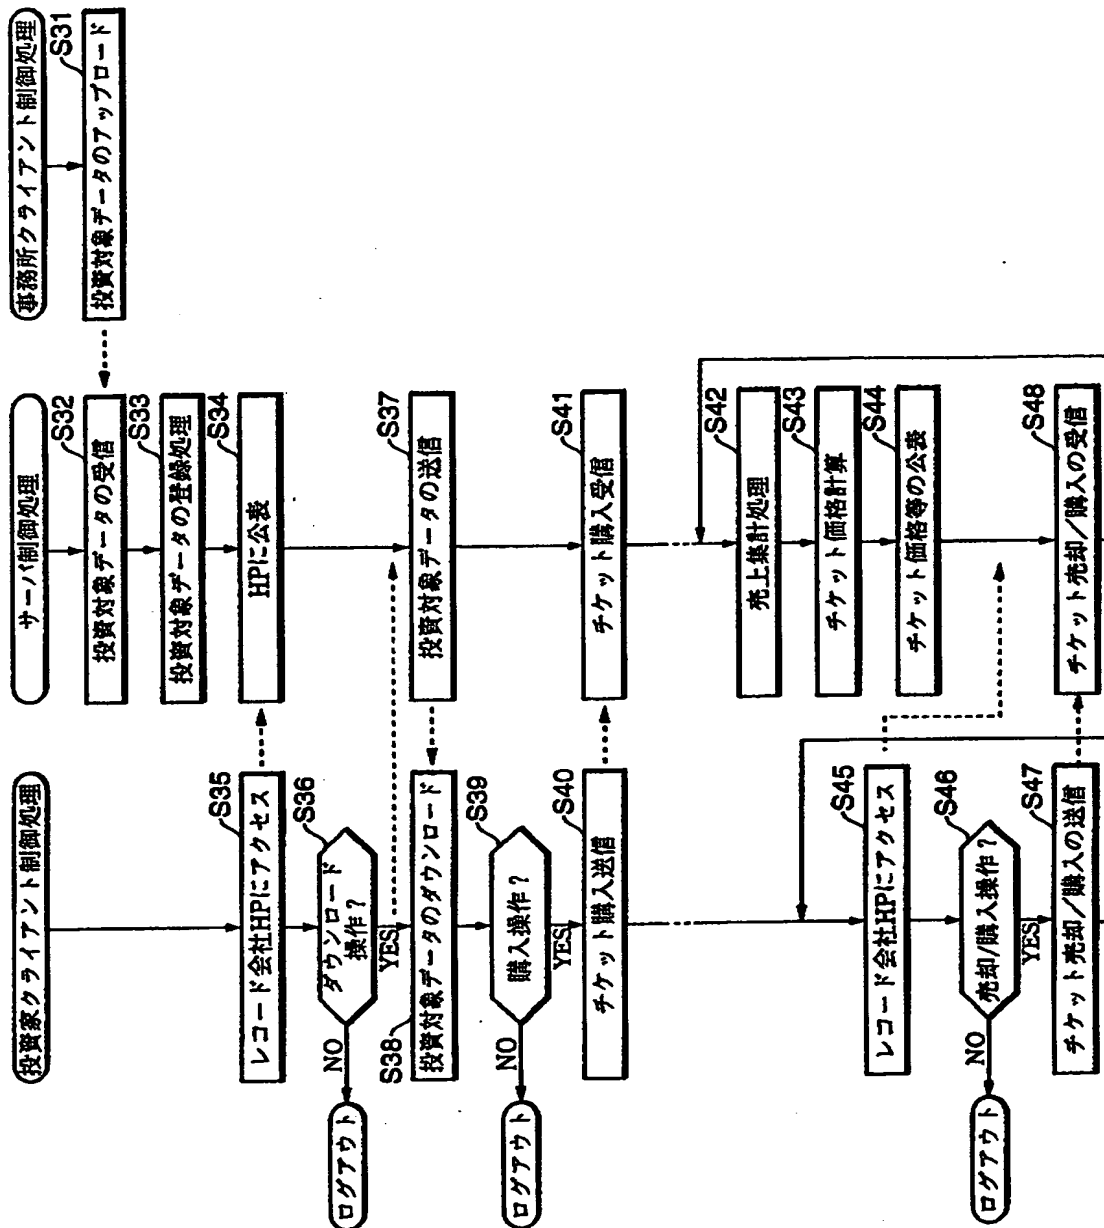 投資家クライアント制御処理
サーバ制御処理
事務所クライアント制御処理
S31
投資対象データのアップロード
S32
投資対象データの受信
S33
投資対象データの登録処理
S34
HPに公表
S35
レコード会社HPにアクセス
S36
ダウンロード
操作?
NO
ログアウト
YES
S37
投資対象データの送信
S38
投資対象データのダウンロード
S39
購入操作?
NO
ログアウト
YES
S40
チケット購入送信
S41
チケット購入受信
S42
売上集計処理
S43
チケット価格計算
S44
チケット価格等の公表
S45
レコード会社HPにアクセス
S46
売却/購入操作?
NO
ログアウト
YES
S47
チケット売却/購入の送信
S48
チケット売却/購入の受信